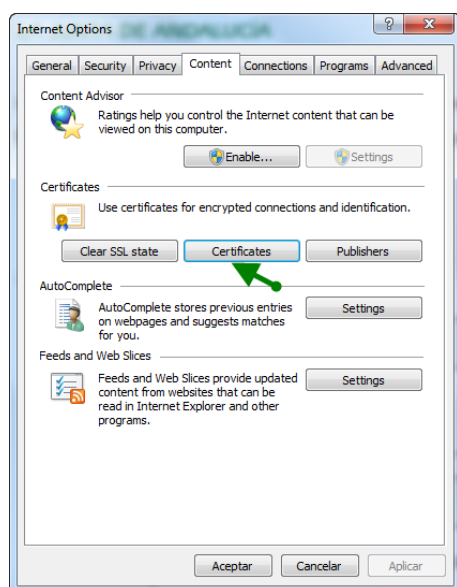 Internet Options
DE ANDALUCÍA
General Security Privacy Content Connections Programs Advanced
Content Advisor
Ratings help you control the Internet content that can be
viewed on this computer.
Enable... Settings
Certificates
Use certificates for encrypted connections and identification.
Clear SSL state Certificates Publishers
AutoComplete
AutoComplete stores previous entries
on webpages and suggests matches
for you.
Settings
Feeds and Web Slices
Feeds and Web Slices provide updated
content from websites that can be
read in Internet Explorer and other
programs.
Settings
Aceptar Cancelar Aplicar